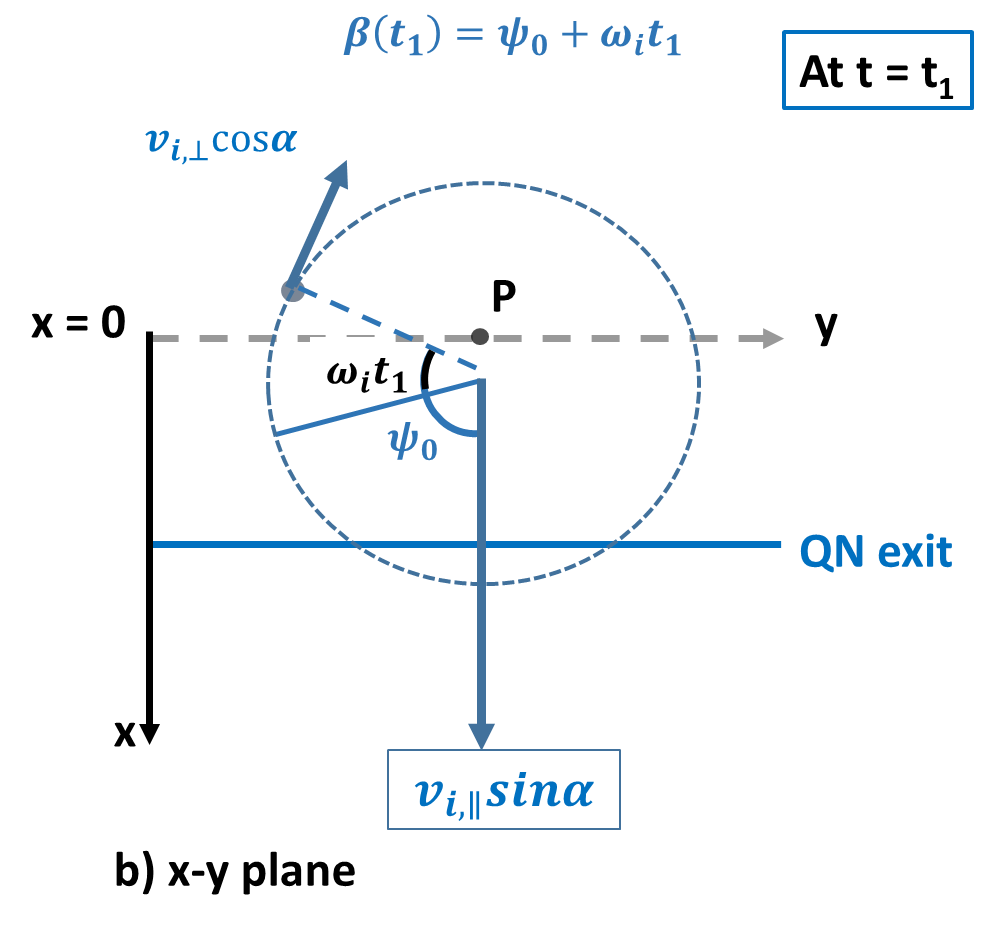 β(t₁) = ψ₀ + ωᵢt₁
At t = t₁
vᵢ,⊥cosα
P
x = 0
y
ωᵢt₁
ψ₀
QN exit
x
vᵢ,∥sinα
b) x-y plane